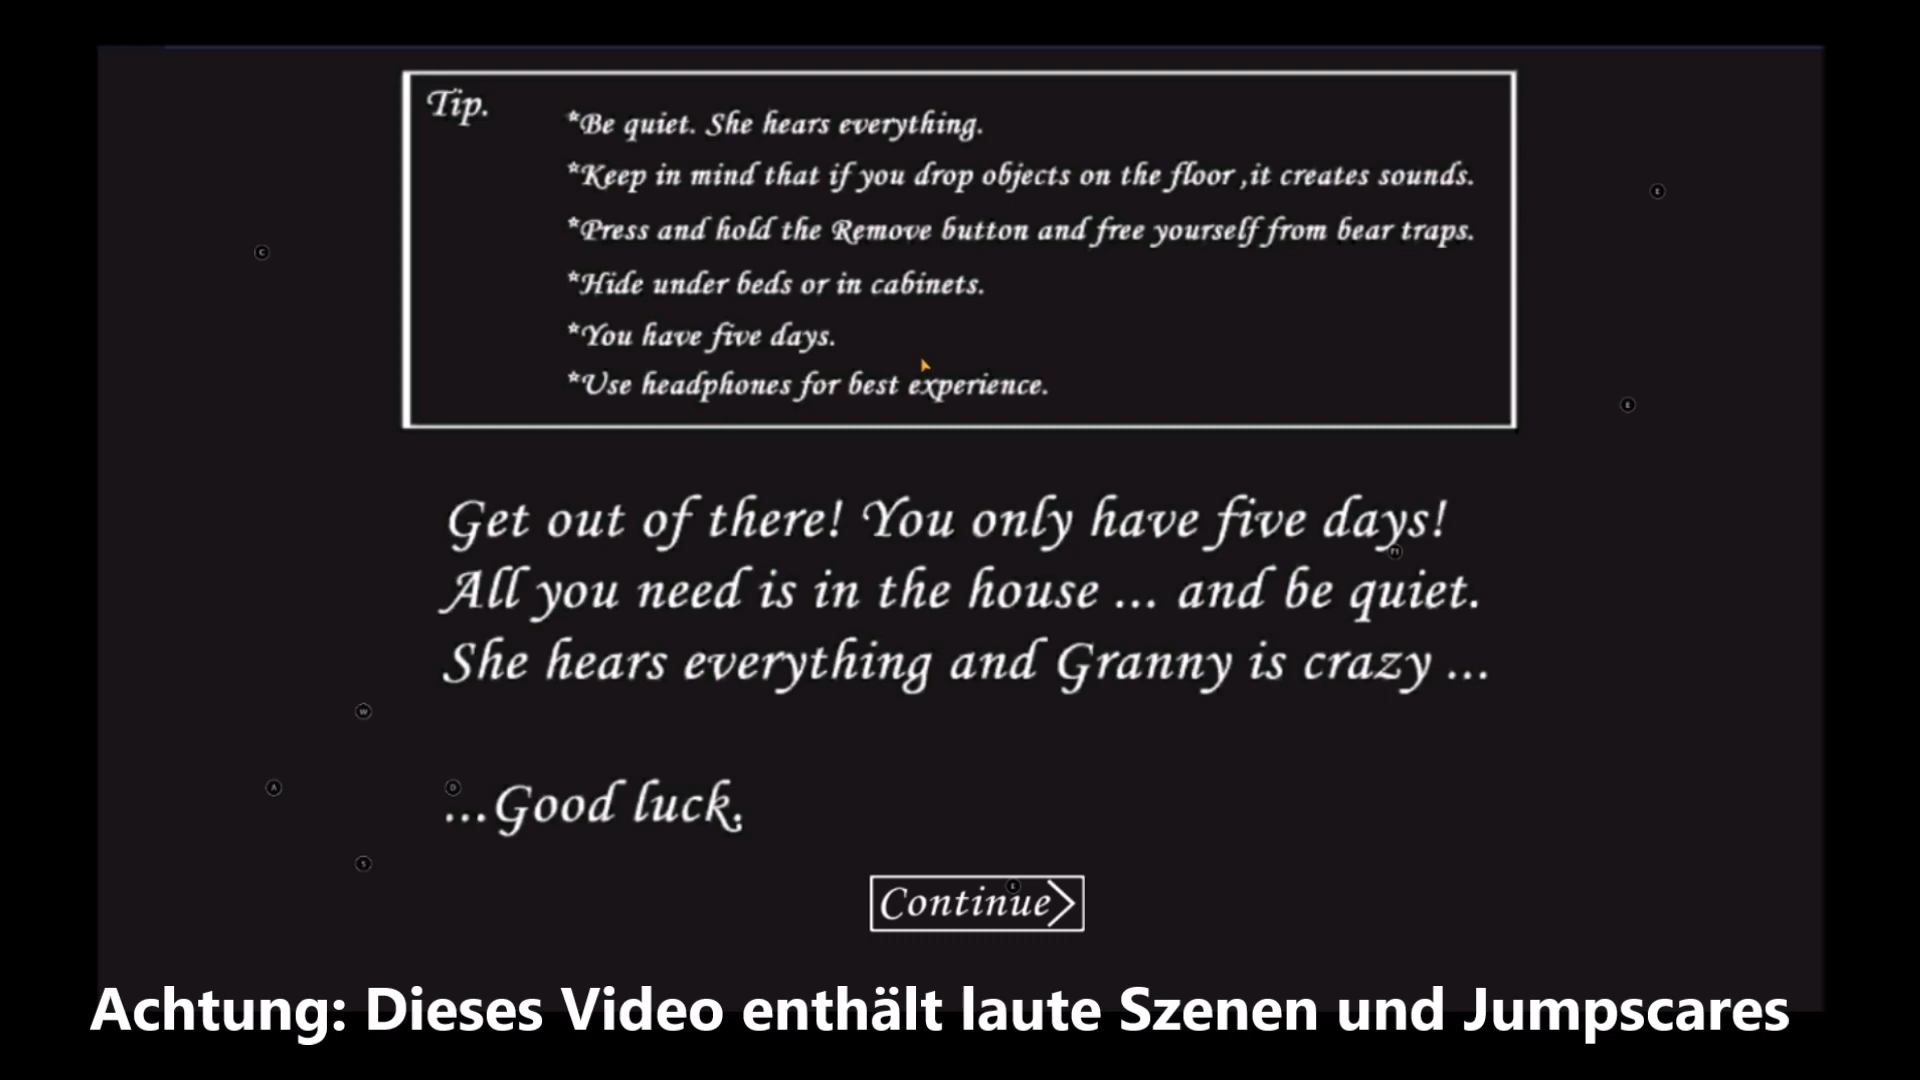 Tip.
*Be quiet. She hears everything.
*Keep in mind that if you drop objects on the floor ,it creates sounds.
*Press and hold the Remove button and free yourself from bear traps.
*Hide under beds or in cabinets.
*You have five days.
*Use headphones for best experience.
E
C
E
Get out of there! You only have five days!
F1
All you need is in the house ... and be quiet.
She hears everything and Granny is crazy ...
W
A
D
...Good luck.
S
E
Continue>
Achtung: Dieses Video enthält laute Szenen und Jumpscares